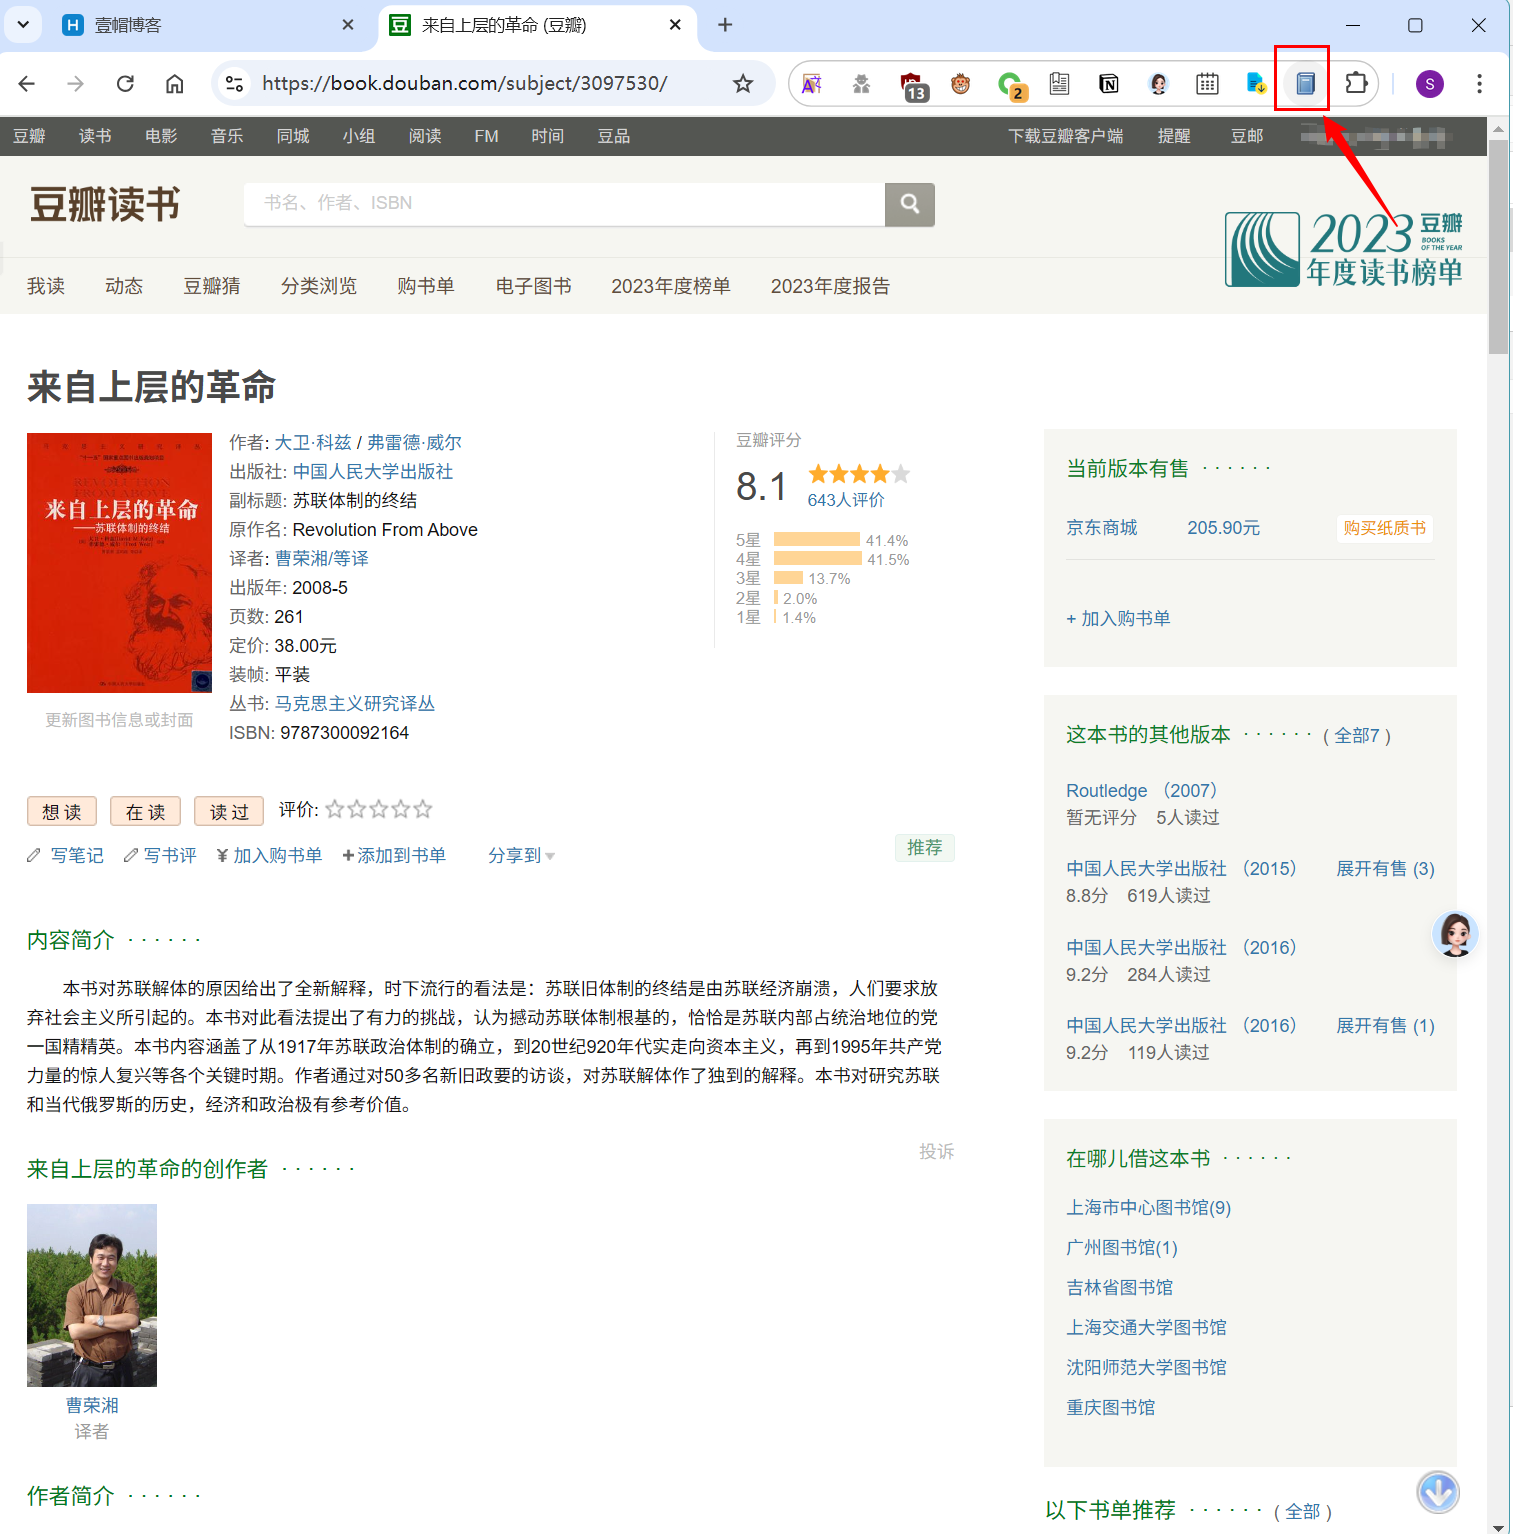 壹帽博客
来自上层的革命 (豆瓣)
https://book.douban.com/subject/3097530/
13
2
S
豆瓣 读书 电影 音乐 同城 小组 阅读 FM 时间 豆品 下载豆瓣客户端 提醒 豆邮
豆瓣读书
书名、作者、ISBN
2023 豆瓣
BOOKS OF THE YEAR
年度读书榜单
我读 动态 豆瓣猜 分类浏览 购书单 电子图书 2023年度榜单 2023年度报告
来自上层的革命
REVOLUTION
FROM ABOVE
来自上层的革命
——苏联体制的终结
更新图书信息或封面
作者: 大卫·科兹 / 弗雷德·威尔
出版社: 中国人民大学出版社
副标题: 苏联体制的终结
原作名: Revolution From Above
译者: 曹荣湘/等译
出版年: 2008-5
页数: 261
定价: 38.00元
装帧: 平装
丛书: 马克思主义研究译丛
ISBN: 9787300092164
豆瓣评分
8.1
643人评价
5星 41.4%
4星 41.5%
3星 13.7%
2星 2.0%
1星 1.4%
想读 在读 读过 评价:
写笔记 写书评 ¥加入购书单 +添加到书单 分享到
推荐
内容简介 · · · · · ·
本书对苏联解体的原因给出了全新解释，时下流行的看法是：苏联旧体制的终结是由苏联经济崩溃，人们要求放
弃社会主义所引起的。本书对此看法提出了有力的挑战，认为撼动苏联体制根基的，恰恰是苏联内部占统治地位的党
一国精精英。本书内容涵盖了从1917年苏联政治体制的确立，到20世纪920年代实走向资本主义，再到1995年共产党
力量的惊人复兴等各个关键时期。作者通过对50多名新旧政要的访谈，对苏联解体作了独到的解释。本书对研究苏联
和当代俄罗斯的历史，经济和政治极有参考价值。
投诉
来自上层的革命的创作者 · · · · · ·
曹荣湘
译者
作者简介 · · · · · ·
当前版本有售 · · · · · ·
京东商城 205.90元 购买纸质书
+ 加入购书单
这本书的其他版本 · · · · · · ( 全部7 )
Routledge （2007）
暂无评分 5人读过
中国人民大学出版社 （2015） 展开有售 (3)
8.8分 619人读过
中国人民大学出版社 （2016）
9.2分 284人读过
中国人民大学出版社 （2016） 展开有售 (1)
9.2分 119人读过
在哪儿借这本书 · · · · · ·
上海市中心图书馆(9)
广州图书馆(1)
吉林省图书馆
上海交通大学图书馆
沈阳师范大学图书馆
重庆图书馆
以下书单推荐 · · · · · · ( 全部 )